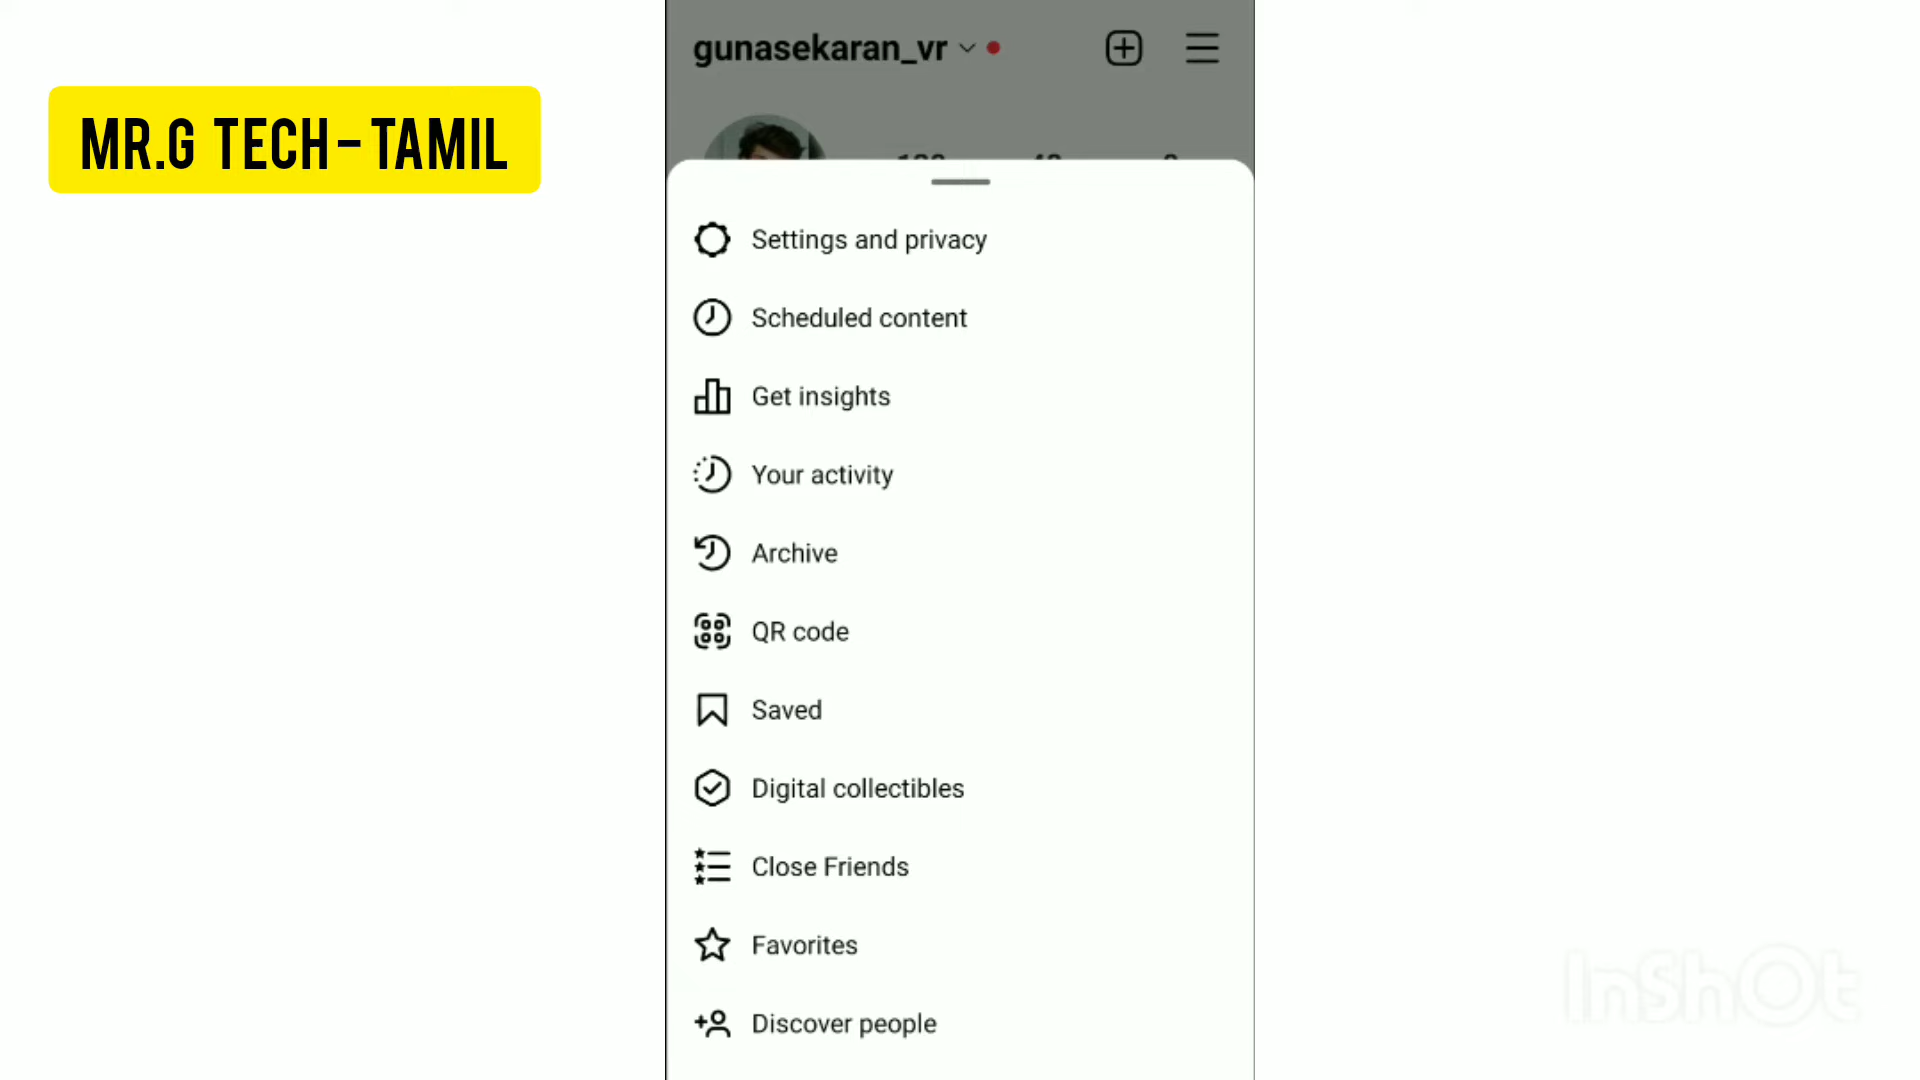 MR.G TECH - TAMIL
gunasekaran_vr
Settings and privacy
Scheduled content
Get insights
Your activity
Archive
QR code
Saved
Digital collectibles
Close Friends
Favorites
Discover people
InShOt